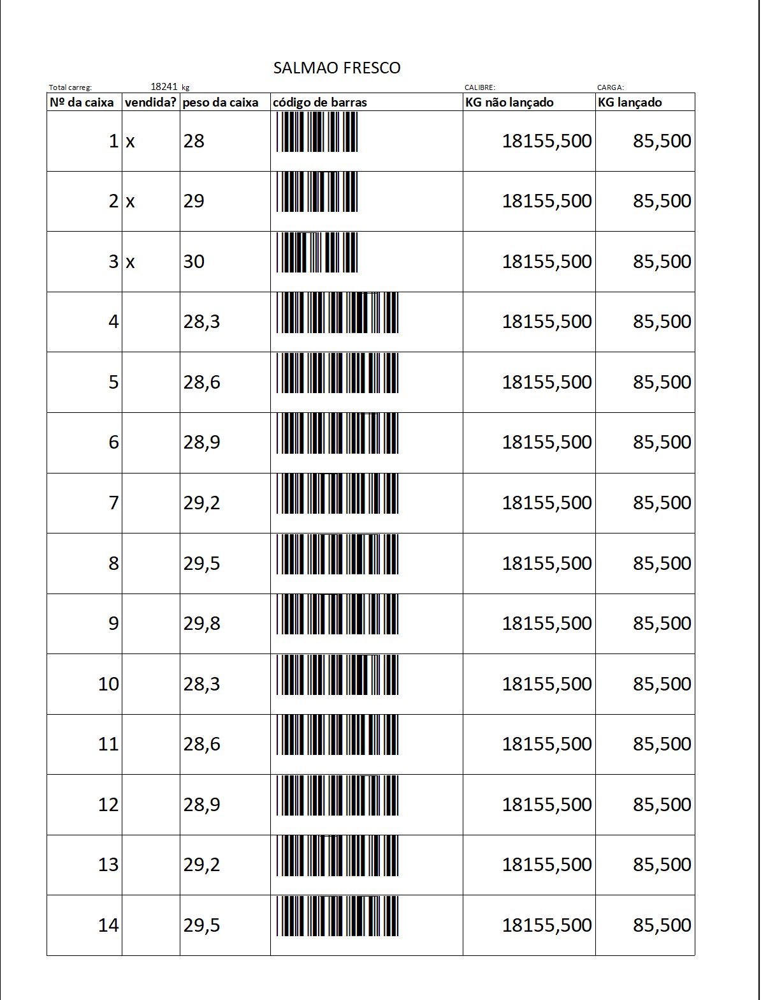 SALMAO FRESCO
Total carreg: 18241 kg CALIBRE: CARGA:
Nº da caixa vendida? peso da caixa código de barras KG não lançado KG lançado
1 x 28 18155,500 85,500
2 x 29 18155,500 85,500
3 x 30 18155,500 85,500
4 28,3 18155,500 85,500
5 28,6 18155,500 85,500
6 28,9 18155,500 85,500
7 29,2 18155,500 85,500
8 29,5 18155,500 85,500
9 29,8 18155,500 85,500
10 28,3 18155,500 85,500
11 28,6 18155,500 85,500
12 28,9 18155,500 85,500
13 29,2 18155,500 85,500
14 29,5 18155,500 85,500